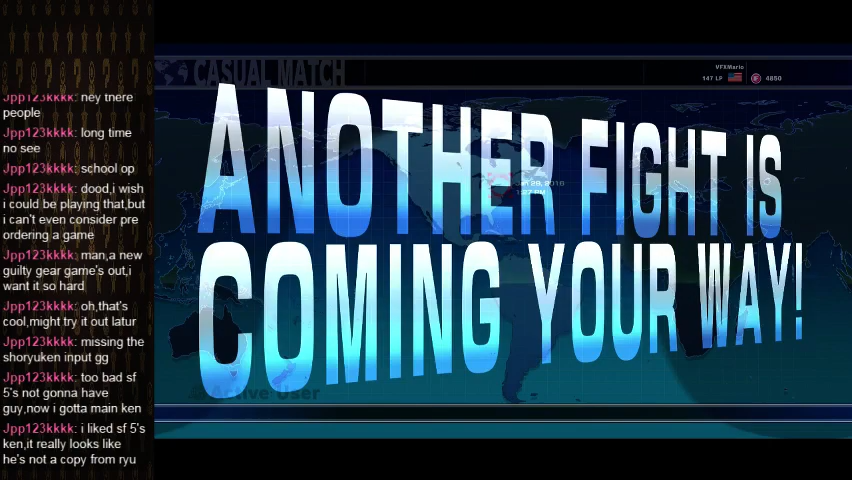 Jpp123kkkk: hey there
people
Jpp123kkkk: long time
no see
Jpp123kkkk: school op
Jpp123kkkk: dood,i wish
i could be playing that,but
i can't even consider pre
ordering a game
Jpp123kkkk: man,a new
guilty gear game's out,i
want it so hard
Jpp123kkkk: oh,that's
cool,might try it out latur
Jpp123kkkk: missing the
shoryuken input gg
Jpp123kkkk: too bad sf
5's not gonna have
guy,now i gotta main ken
Jpp123kkkk: i liked sf 5's
ken,it really looks like
he's not a copy from ryu
CASUAL MATCH
VFXMario
147 LP
4850
ANOTHER FIGHT IS
COMING YOUR WAY!
1:27 PM
Active User